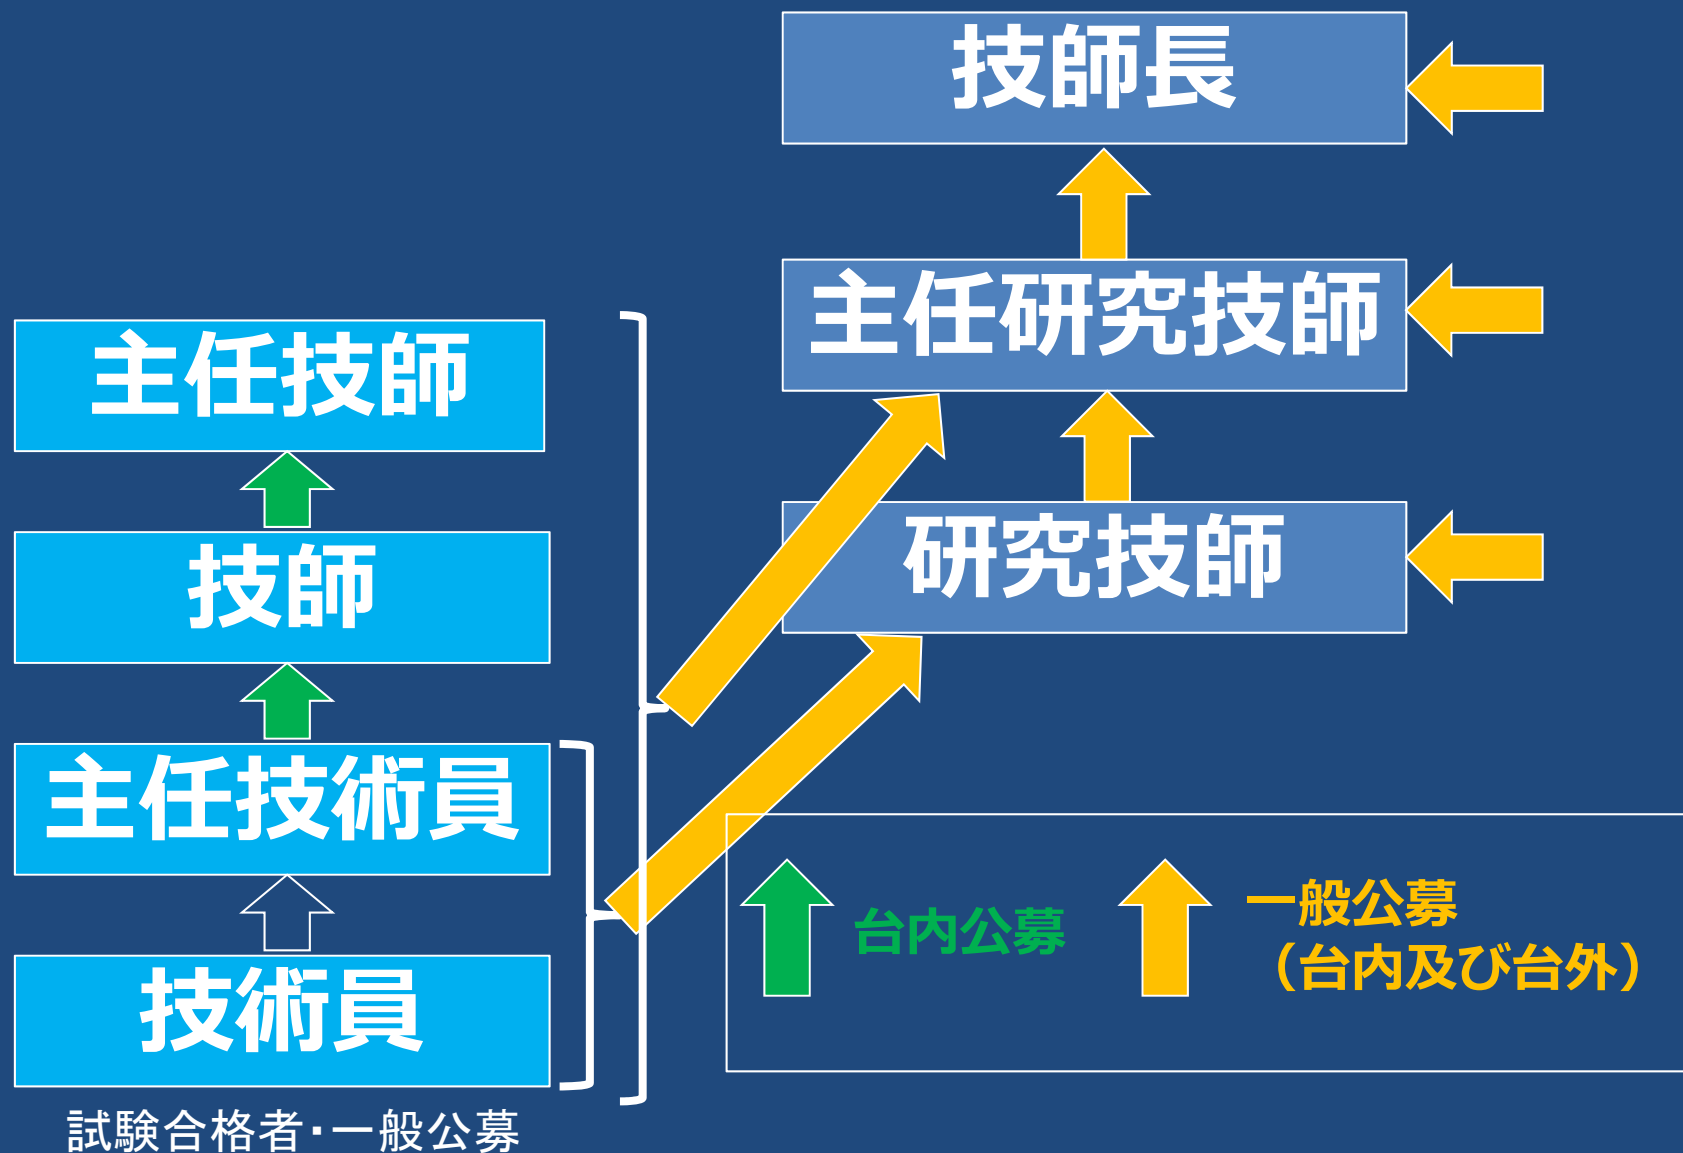 技師長
主任研究技師
研究技師
主任技師
技師
主任技術員
技術員
試験合格者・一般公募
台内公募
一般公募
（台内及び台外）